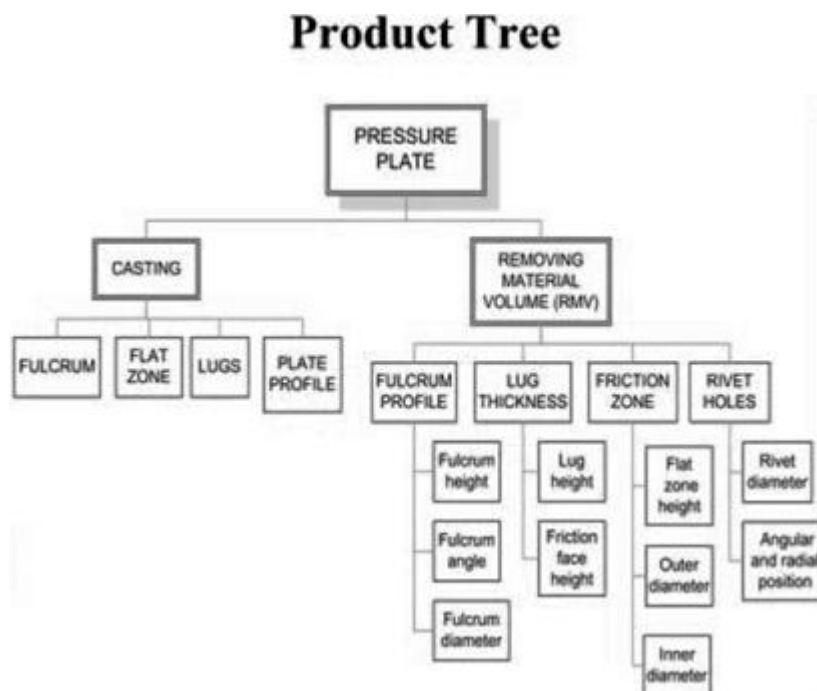 Product Tree
PRESSURE
PLATE
CASTING
REMOVING
MATERIAL
VOLUME (RMV)
FULCRUM
FLAT
ZONE
LUGS
PLATE
PROFILE
FULCRUM
PROFILE
LUG
THICKNESS
FRICTION
ZONE
RIVET
HOLES
Fulcrum
height
Fulcrum
angle
Fulcrum
diameter
Lug
height
Friction
face
height
Flat
zone
height
Outer
diameter
Inner
diameter
Rivet
diameter
Angular
and radial
position